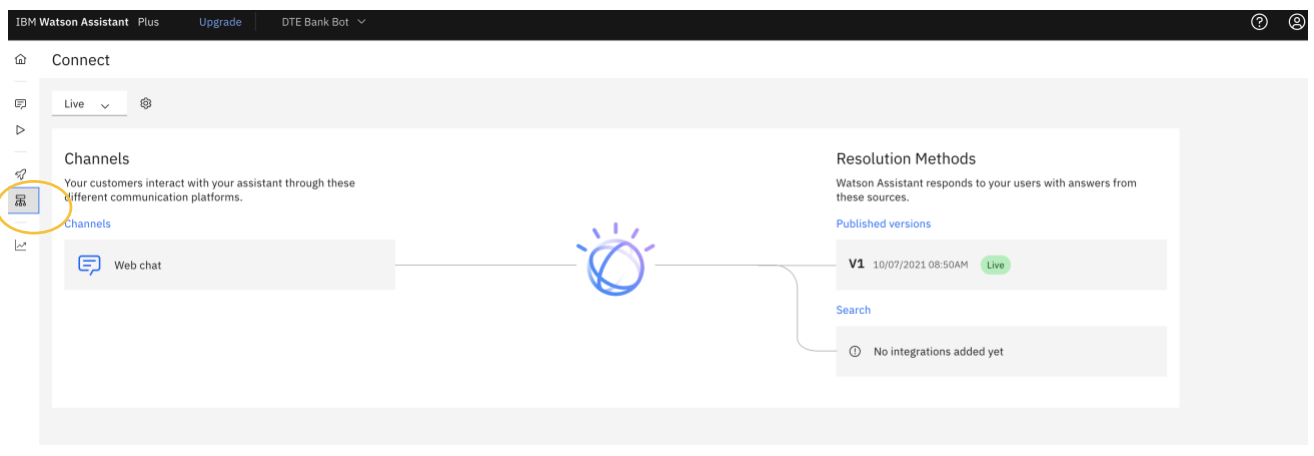 IBM Watson Assistant Plus Upgrade DTE Bank Bot
Connect
Live
Channels
Your customers interact with your assistant through these
different communication platforms.
Channels
Web chat
Resolution Methods
Watson Assistant responds to your users with answers from
these sources.
Published versions
V1 10/07/2021 08:50AM Live
Search
No integrations added yet